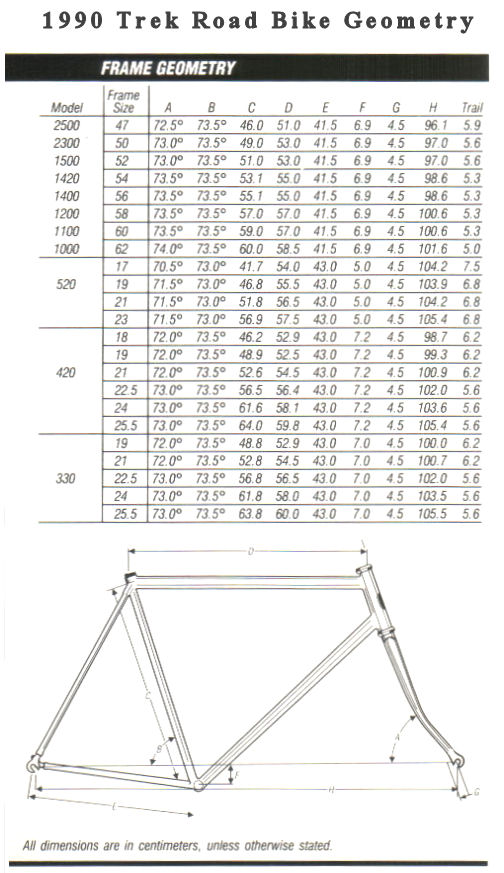 1990 Trek Road Bike Geometry
FRAME GEOMETRY
Model Frame Size A B C D E F G H Trail
2500 47 72.5° 73.5° 46.0 51.0 41.5 6.9 4.5 96.1 5.9
2300 50 73.0° 73.5° 49.0 53.0 41.5 6.9 4.5 97.0 5.6
1500 52 73.0° 73.5° 51.0 53.0 41.5 6.9 4.5 97.0 5.6
1420 54 73.5° 73.5° 53.1 55.0 41.5 6.9 4.5 98.6 5.3
1400 56 73.5° 73.5° 55.1 55.0 41.5 6.9 4.5 98.6 5.3
1200 58 73.5° 73.5° 57.0 57.0 41.5 6.9 4.5 100.6 5.3
1100 60 73.5° 73.5° 59.0 57.0 41.5 6.9 4.5 100.6 5.3
1000 62 74.0° 73.5° 60.0 58.5 41.5 6.9 4.5 101.6 5.0
17 70.5° 73.0° 41.7 54.0 43.0 5.0 4.5 104.2 7.5
520 19 71.5° 73.0° 46.8 55.5 43.0 5.0 4.5 103.9 6.8
21 71.5° 73.0° 51.8 56.5 43.0 5.0 4.5 104.2 6.8
23 71.5° 73.0° 56.9 57.5 43.0 5.0 4.5 105.4 6.8
18 72.0° 73.5° 46.2 52.9 43.0 7.2 4.5 98.7 6.2
19 72.0° 73.5° 48.9 52.5 43.0 7.2 4.5 99.3 6.2
420 21 72.0° 73.5° 52.6 54.5 43.0 7.2 4.5 100.9 6.2
22.5 73.0° 73.5° 56.5 56.4 43.0 7.2 4.5 102.0 5.6
24 73.0° 73.5° 61.6 58.1 43.0 7.2 4.5 103.6 5.6
25.5 73.0° 73.5° 64.0 59.8 43.0 7.2 4.5 105.4 5.6
19 72.0° 73.5° 48.8 52.9 43.0 7.0 4.5 100.0 6.2
21 72.0° 73.5° 52.8 54.5 43.0 7.0 4.5 100.7 6.2
330 22.5 73.0° 73.5° 56.8 56.5 43.0 7.0 4.5 102.0 5.6
24 73.0° 73.5° 61.8 58.0 43.0 7.0 4.5 103.5 5.6
25.5 73.0° 73.5° 63.8 60.0 43.0 7.0 4.5 105.5 5.6
D
C
B
A
F
H
G
E
All dimensions are in centimeters, unless otherwise stated.